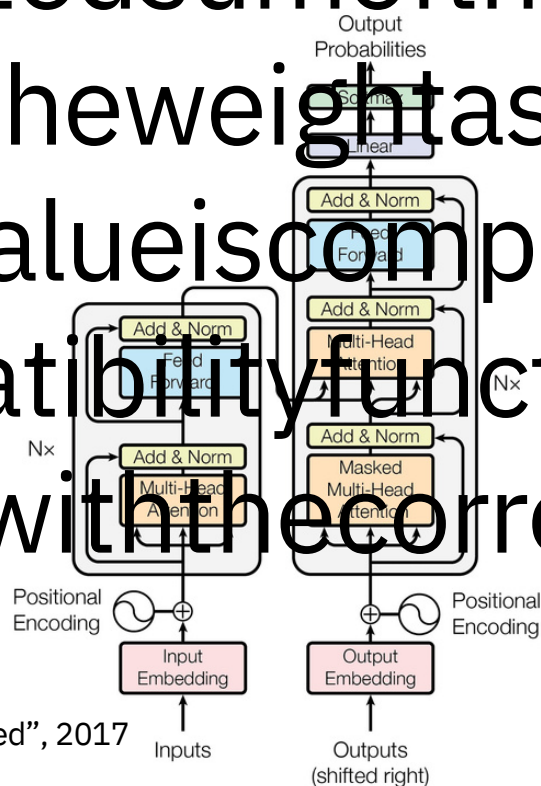 Output
Probabilities
Softmax
heweightas
Linear
Add & Norm
Feed
Forward
alueiscomp
Add & Norm
Multi-Head
Attention
Add & Norm
Feed
Forward
atibilityfunct
N×
Add & Norm
Masked
Multi-Head
Attention
N×
Add & Norm
Multi-Head
Attention
withthecorre
Positional
Encoding
Positional
Encoding
Input
Embedding
Output
Embedding
ed”, 2017
Inputs
Outputs
(shifted right)